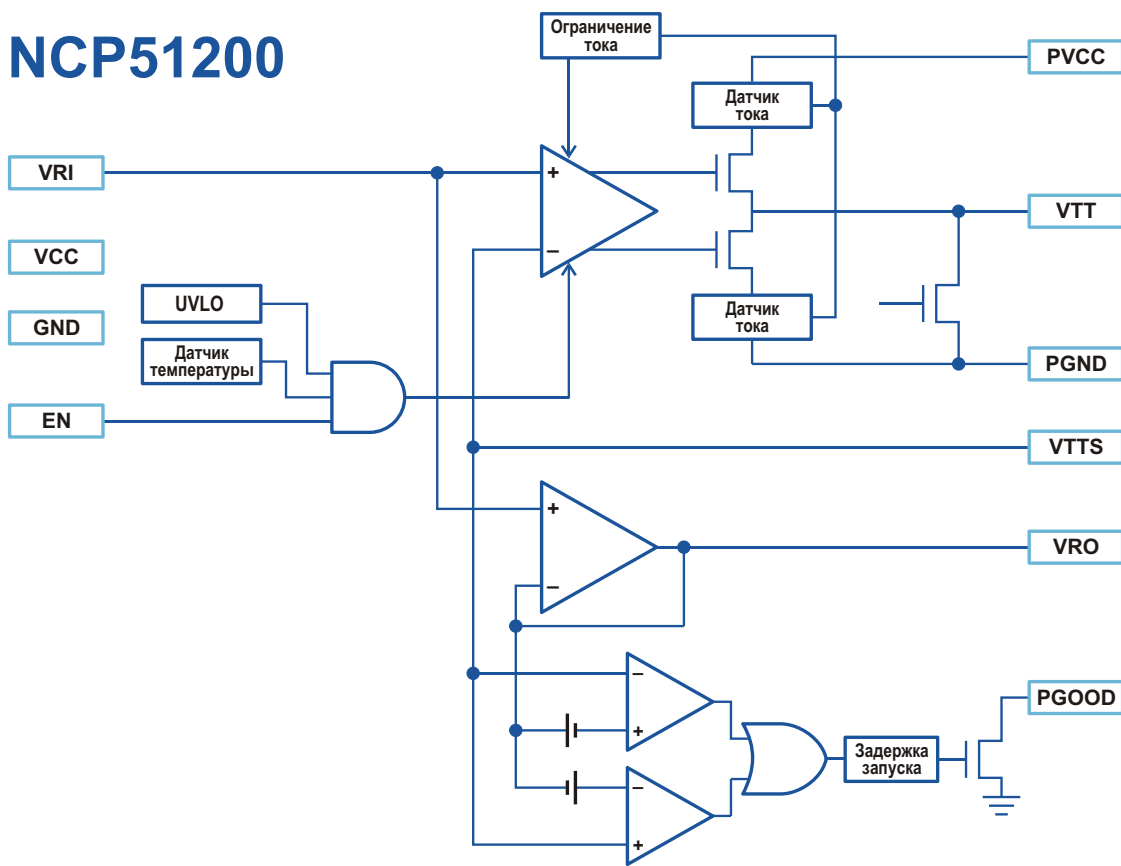 NCP51200
Ограничение
тока
PVCC
Датчик
тока
VRI
+
VTT
VCC
−
UVLO
GND
Датчик
тока
Датчик
температуры
PGND
EN
VTTS
+
VRO
−
−
PGOOD
+
Задержка
запуска
−
+